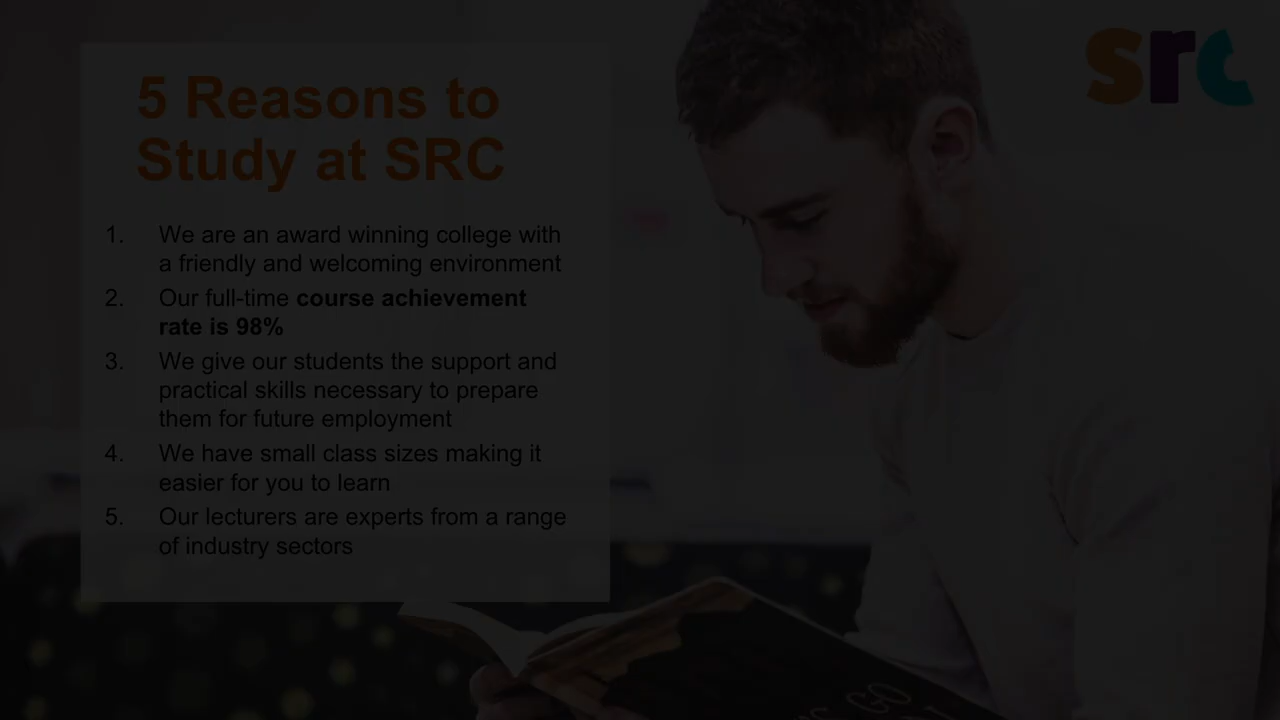 src
5 Reasons to
Study at SRC
1. We are an award winning college with
a friendly and welcoming environment
2. Our full-time course achievement
rate is 98%
3. We give our students the support and
practical skills necessary to prepare
them for future employment
4. We have small class sizes making it
easier for you to learn
5. Our lecturers are experts from a range
of industry sectors
GO